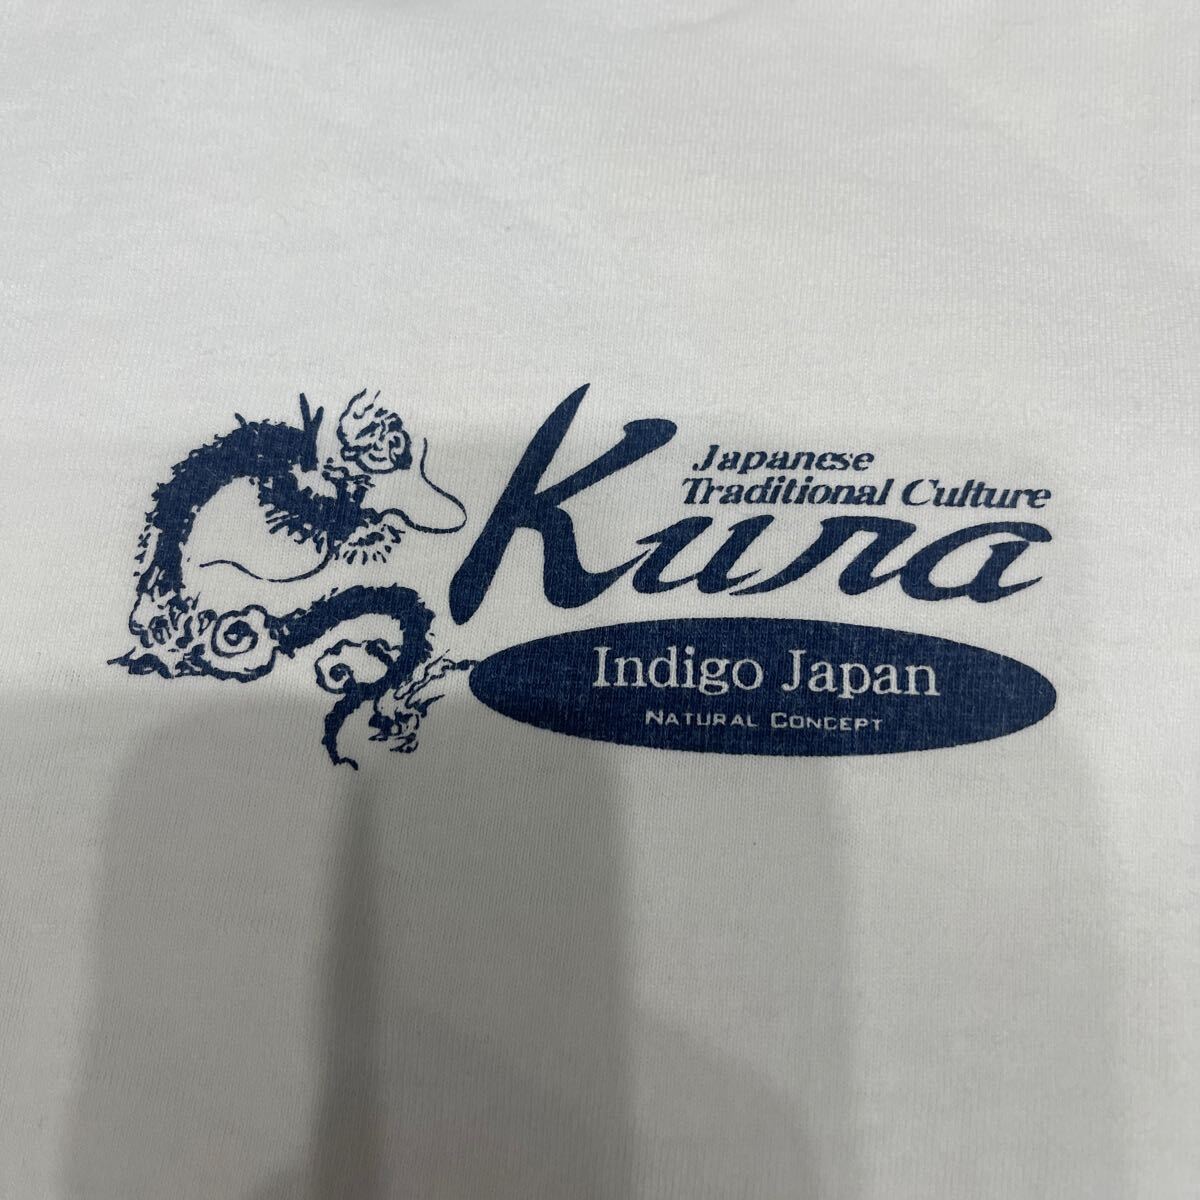 Japanese
Traditional Culture
Kura
Indigo Japan
NATURAL CONCEPT